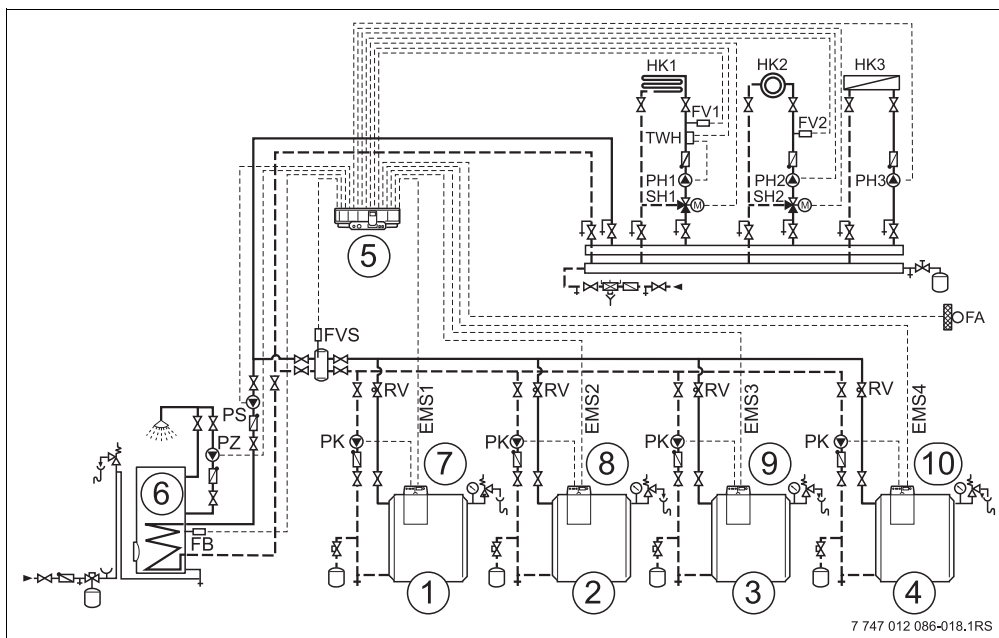 HK1 HK2 HK3
FV1 FV2
TWH
PH1 PH2 PH3
SH1 M SH2 M
5
FA
FVS
RV RV RV RV
EMS1 EMS2 EMS3 EMS4
PS
PZ
PK PK PK PK
6 7 8 9 10
FB
1 2 3 4
7 747 012 086-018.1RS